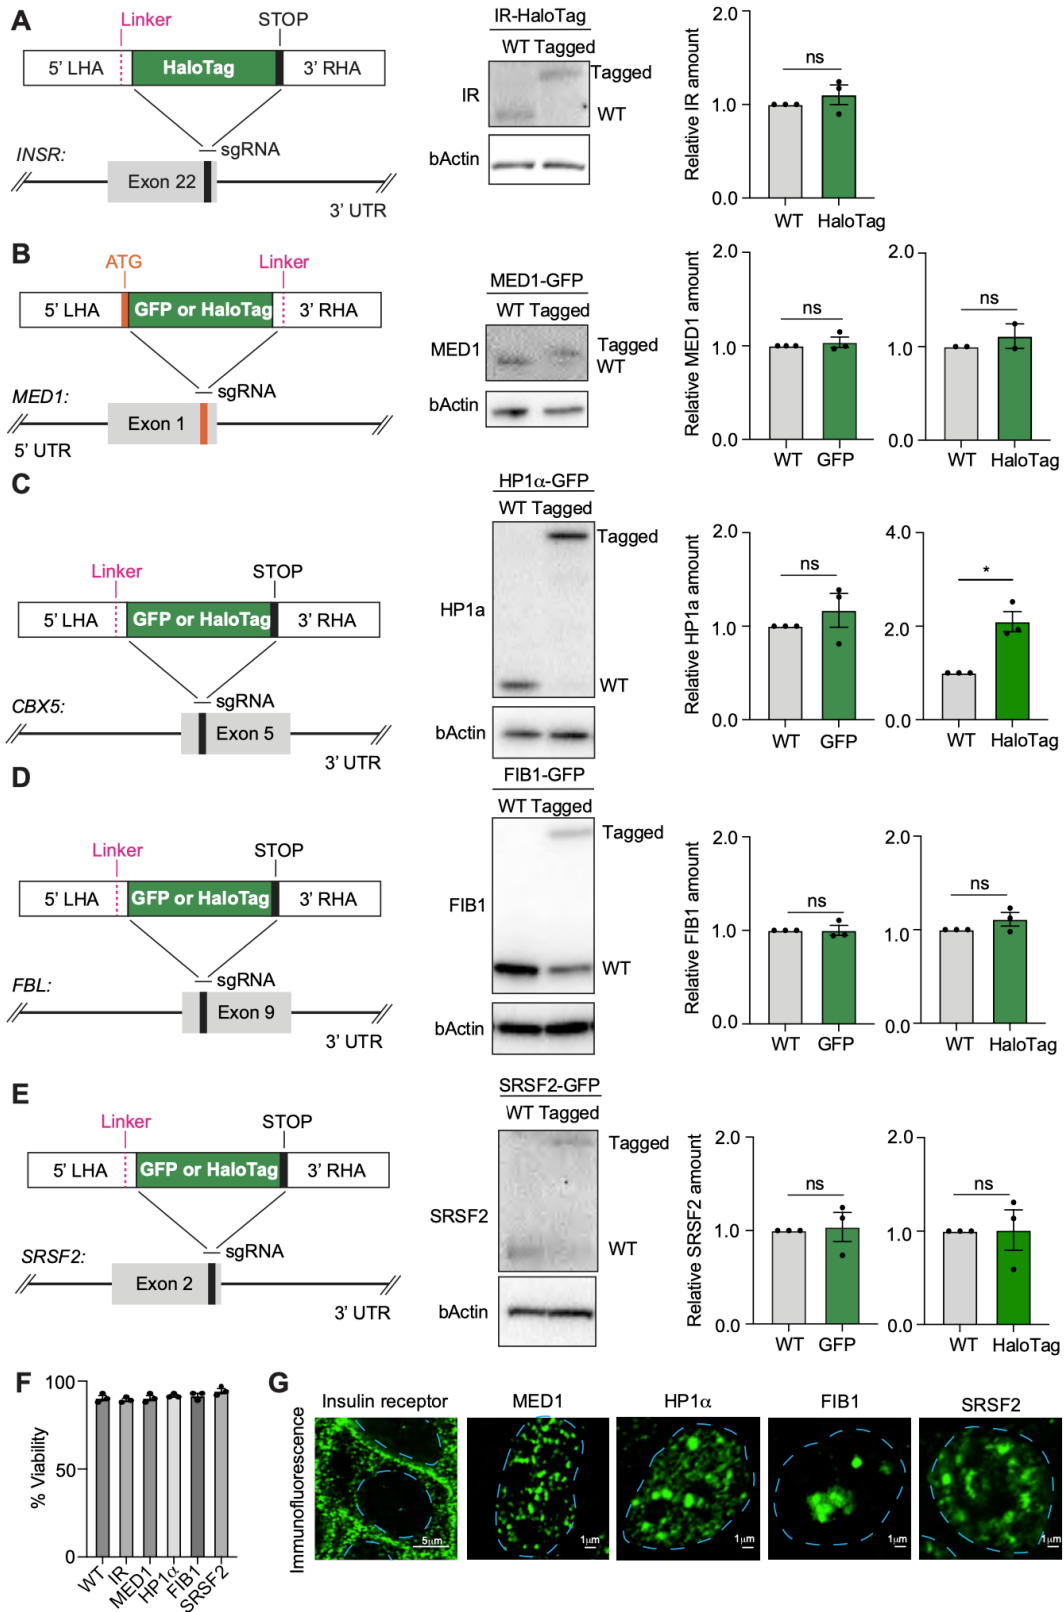 A
Linker
STOP
5' LHA
HaloTag
3' RHA
sgRNA
INSR:
Exon 22
3' UTR
IR-HaloTag
WT Tagged
IR
Tagged
WT
bActin
Relative IR amount
2.0
1.0
0.0
ns
WT
HaloTag
B
ATG
Linker
5' LHA
GFP or HaloTag
3' RHA
sgRNA
MED1:
Exon 1
5' UTR
MED1-GFP
WT Tagged
MED1
Tagged
WT
bActin
Relative MED1 amount
2.0
1.0
0.0
ns
WT
GFP
2.0
1.0
0.0
ns
WT
HaloTag
C
Linker
STOP
5' LHA
GFP or HaloTag
3' RHA
sgRNA
CBX5:
Exon 5
3' UTR
HP1α-GFP
WT Tagged
HP1a
Tagged
WT
bActin
Relative HP1a amount
2.0
1.0
0.0
ns
WT
GFP
4.0
2.0
0.0
*
WT
HaloTag
D
Linker
STOP
5' LHA
GFP or HaloTag
3' RHA
sgRNA
FBL:
Exon 9
3' UTR
FIB1-GFP
WT Tagged
FIB1
Tagged
WT
bActin
Relative FIB1 amount
2.0
1.0
0.0
ns
WT
GFP
2.0
1.0
0.0
ns
WT
HaloTag
E
Linker
STOP
5' LHA
GFP or HaloTag
3' RHA
sgRNA
SRSF2:
Exon 2
3' UTR
SRSF2-GFP
WT Tagged
SRSF2
Tagged
WT
bActin
Relative SRSF2 amount
2.0
1.0
0.0
ns
WT
GFP
2.0
1.0
0.0
ns
WT
HaloTag
F
% Viability
100
50
0
WT
IR
MED1
HP1α
FIB1
SRSF2
G
Immunofluorescence
Insulin receptor
MED1
HP1α
FIB1
SRSF2
5μm
1μm
1μm
1μm
1μm